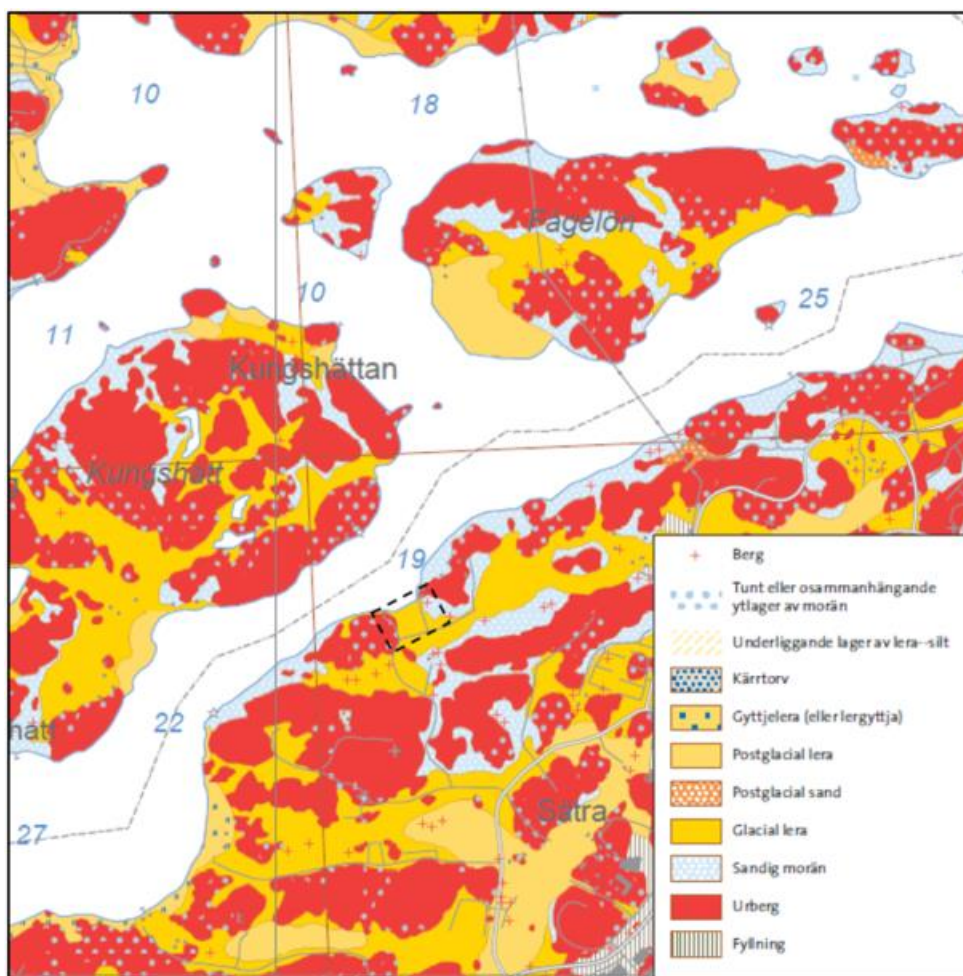 10
18
Fågelön
10
25
11
Kungshättan
Kungshatt
19
22
27
Sätra
Berg
Tunt eller osammanhängande
ytlager av morän
Underliggande lager av lera--silt
Kärrtorv
Gyttjelera (eller lergyttja)
Postglacial lera
Postglacial sand
Glacial lera
Sandig morän
Urberg
Fyllning